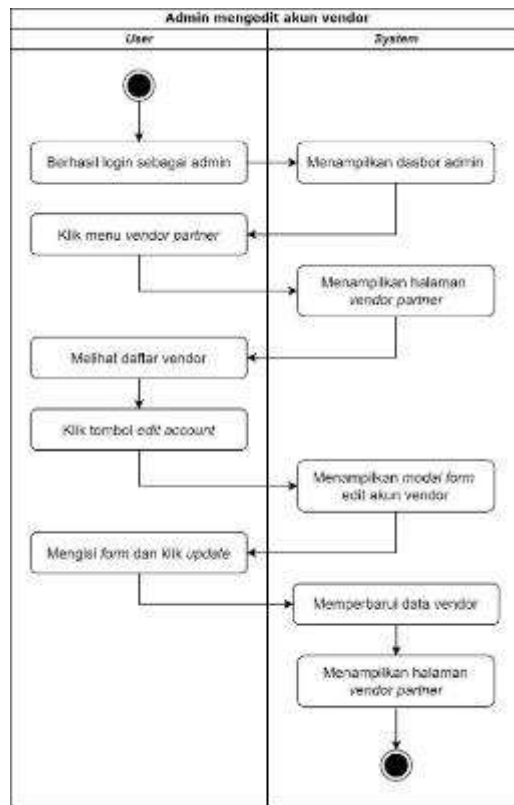 Admin mengedit akun vendor
User
System
Berhasil login sebagai admin
Menampilkan dasbor admin
Klik menu vendor partner
Menampilkan halaman
vendor partner
Melihat daftar vendor
Klik tombol edit account
Menampilkan modal form
edit akun vendor
Mengisi form dan klik update
Memperbarui data vendor
Menampilkan halaman
vendor partner